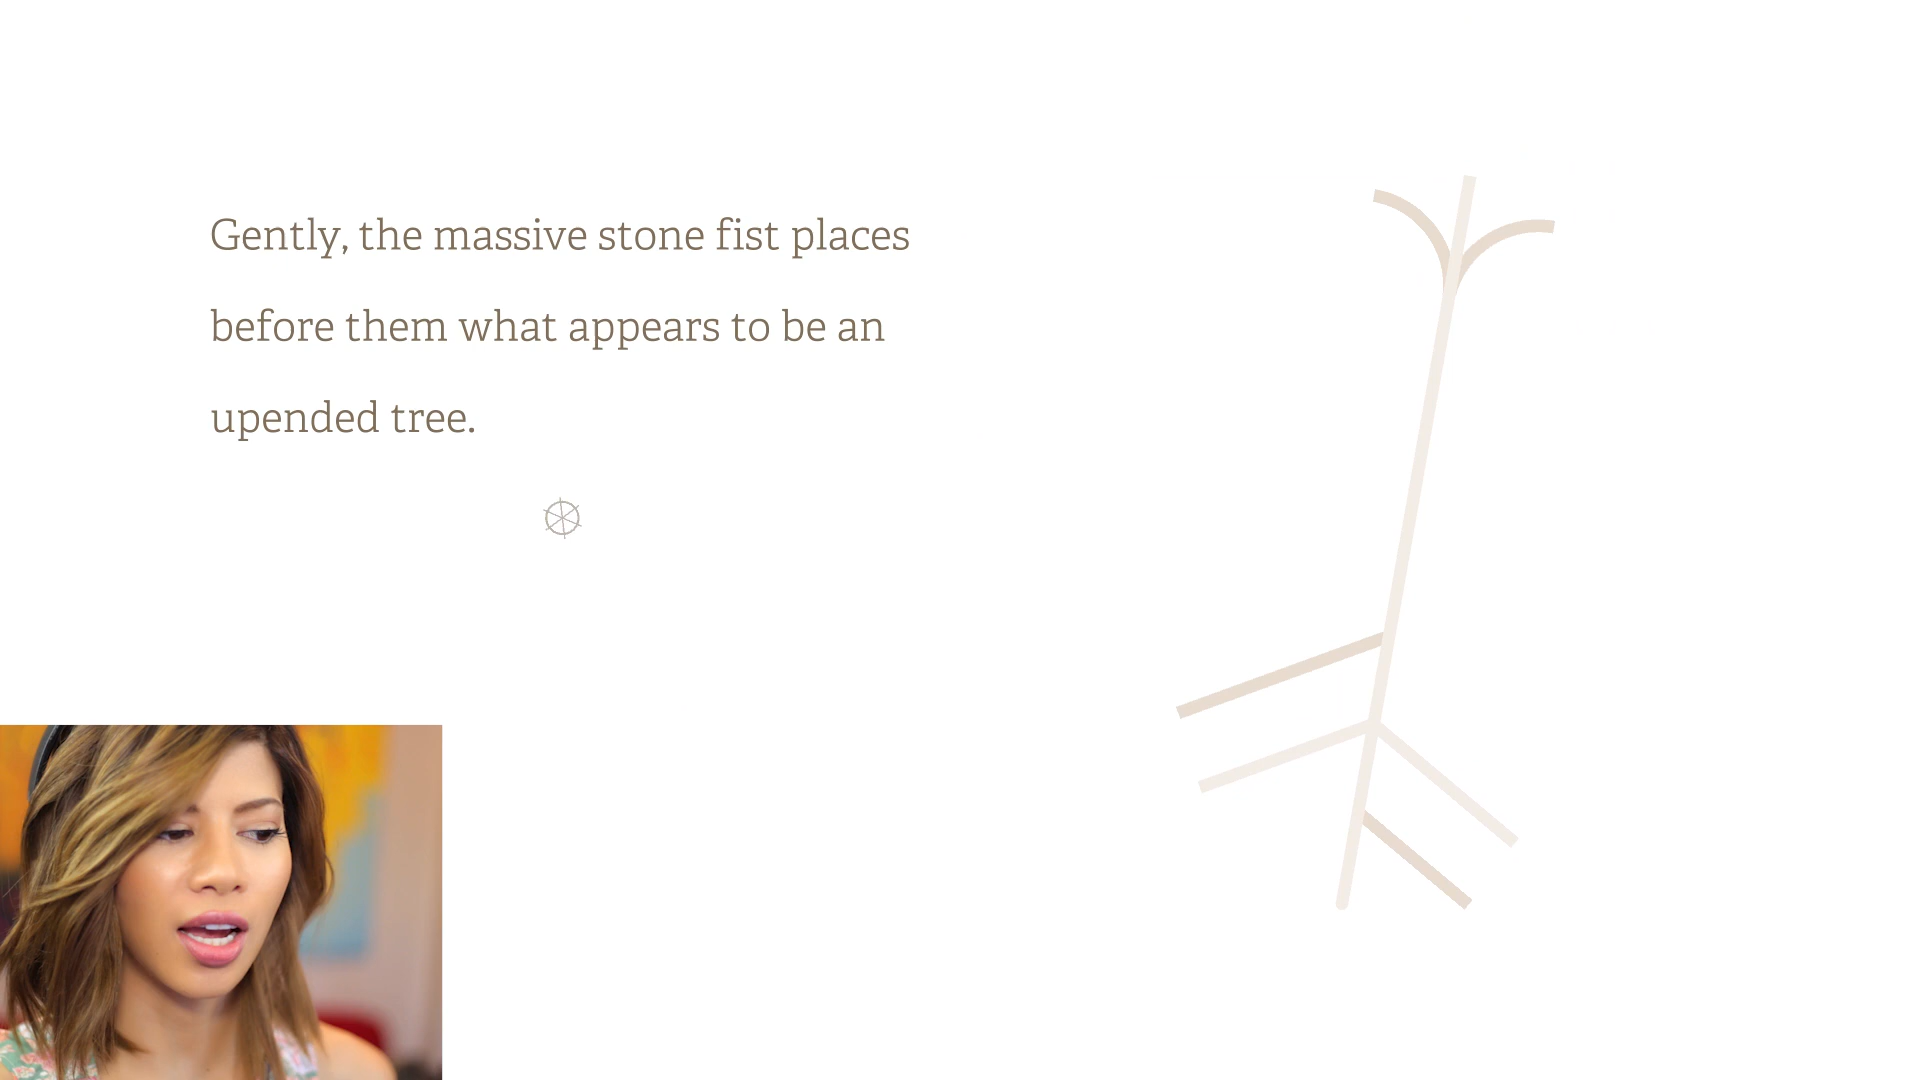 Gently, the massive stone fist places
before them what appears to be an
upended tree.